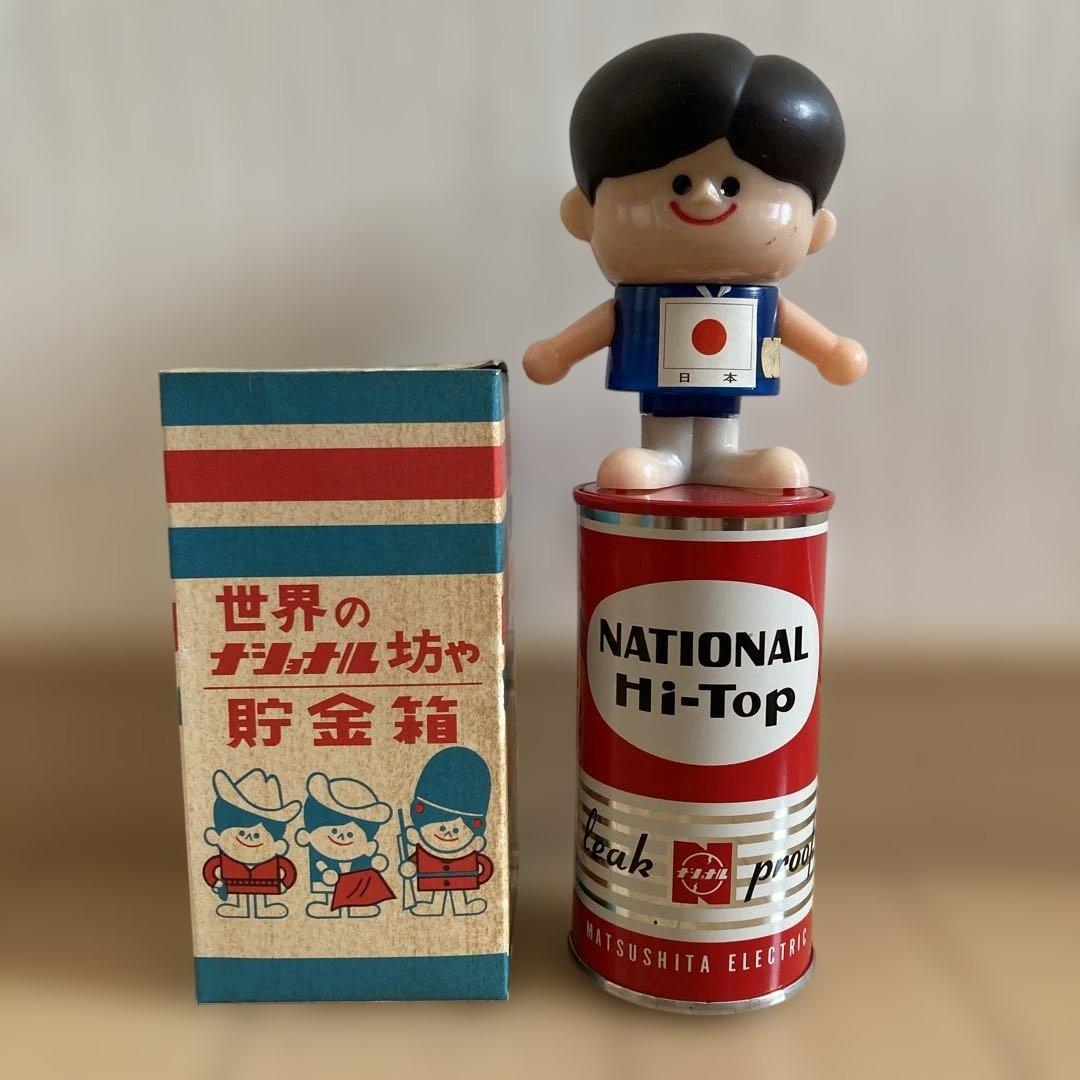 世界の
ナショナル坊や
貯金箱
日本
NATIONAL
Hi-Top
leak ナショナル proof
MATSUSHITA ELECTRIC